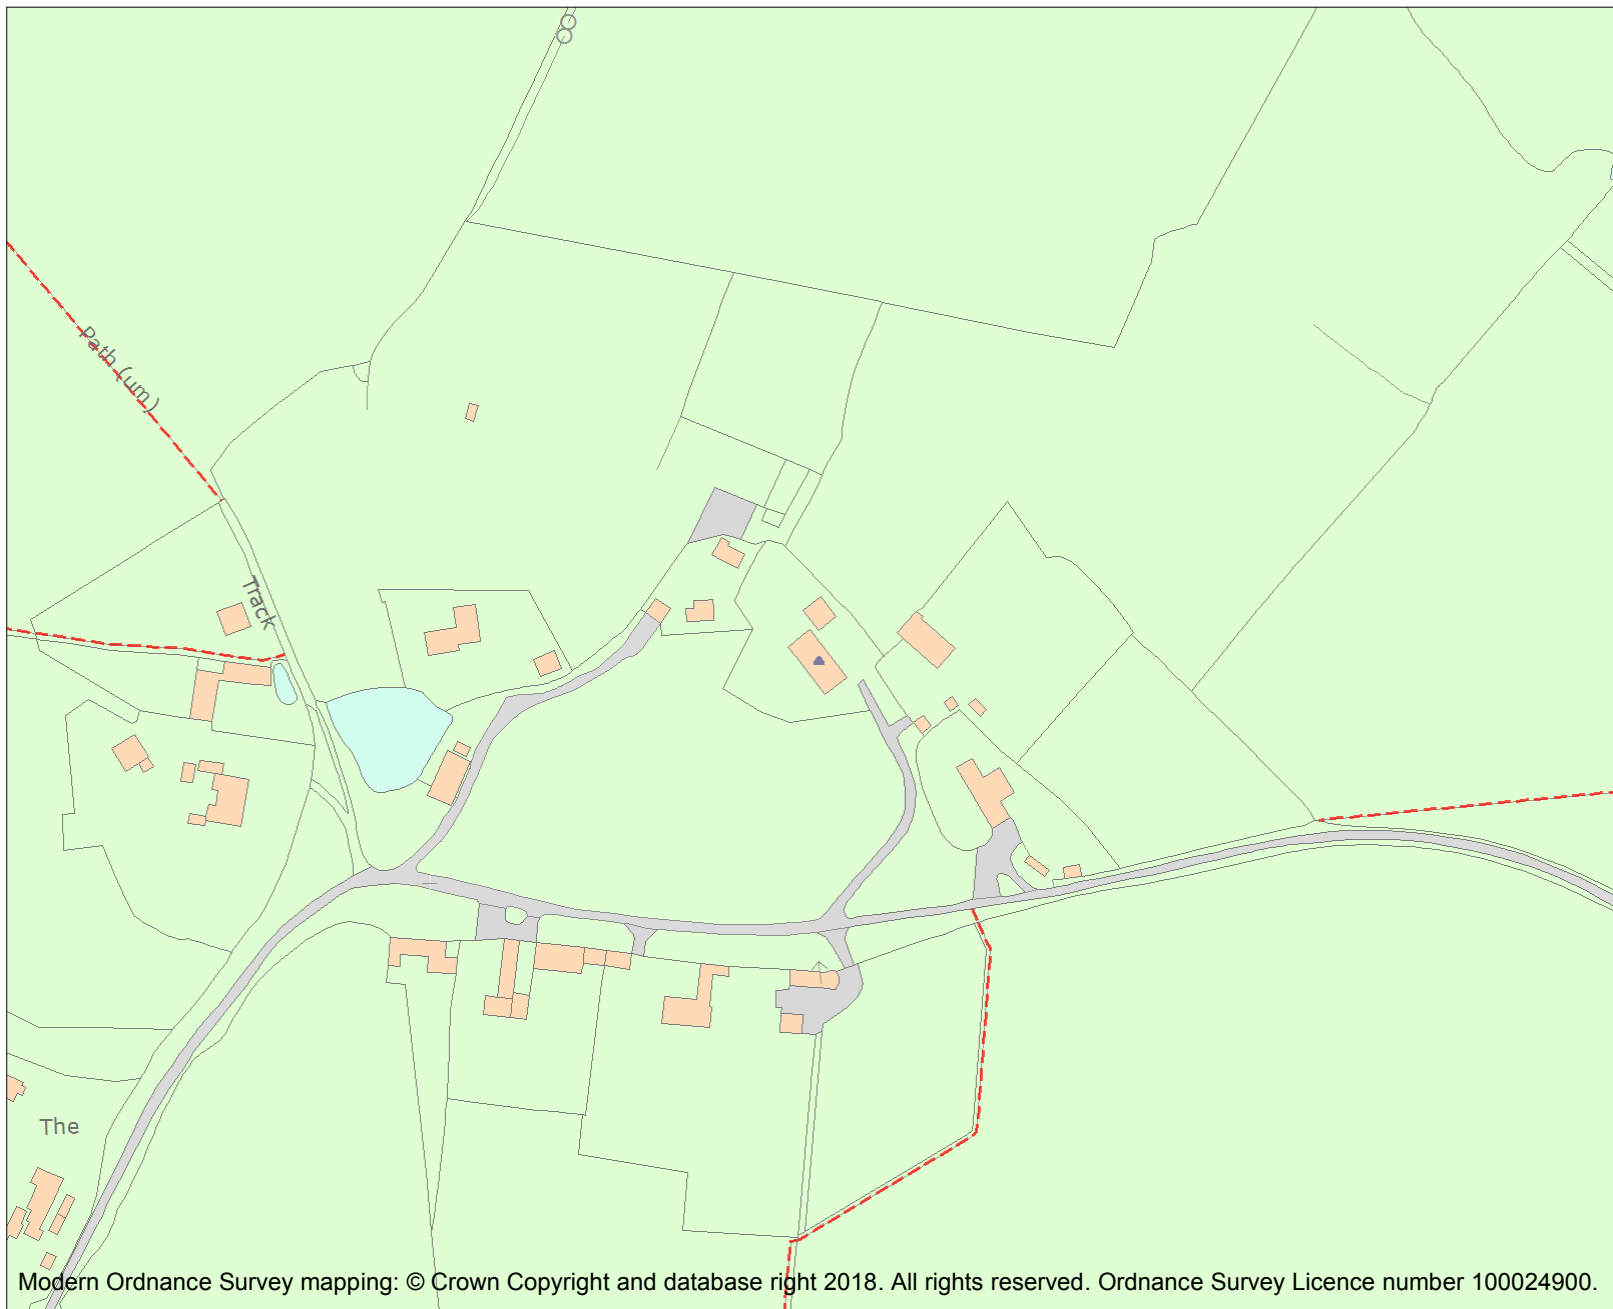 Path (um)
Track
The
Modern Ordnance Survey mapping: © Crown Copyright and database right 2018. All rights reserved. Ordnance Survey Licence number 100024900.